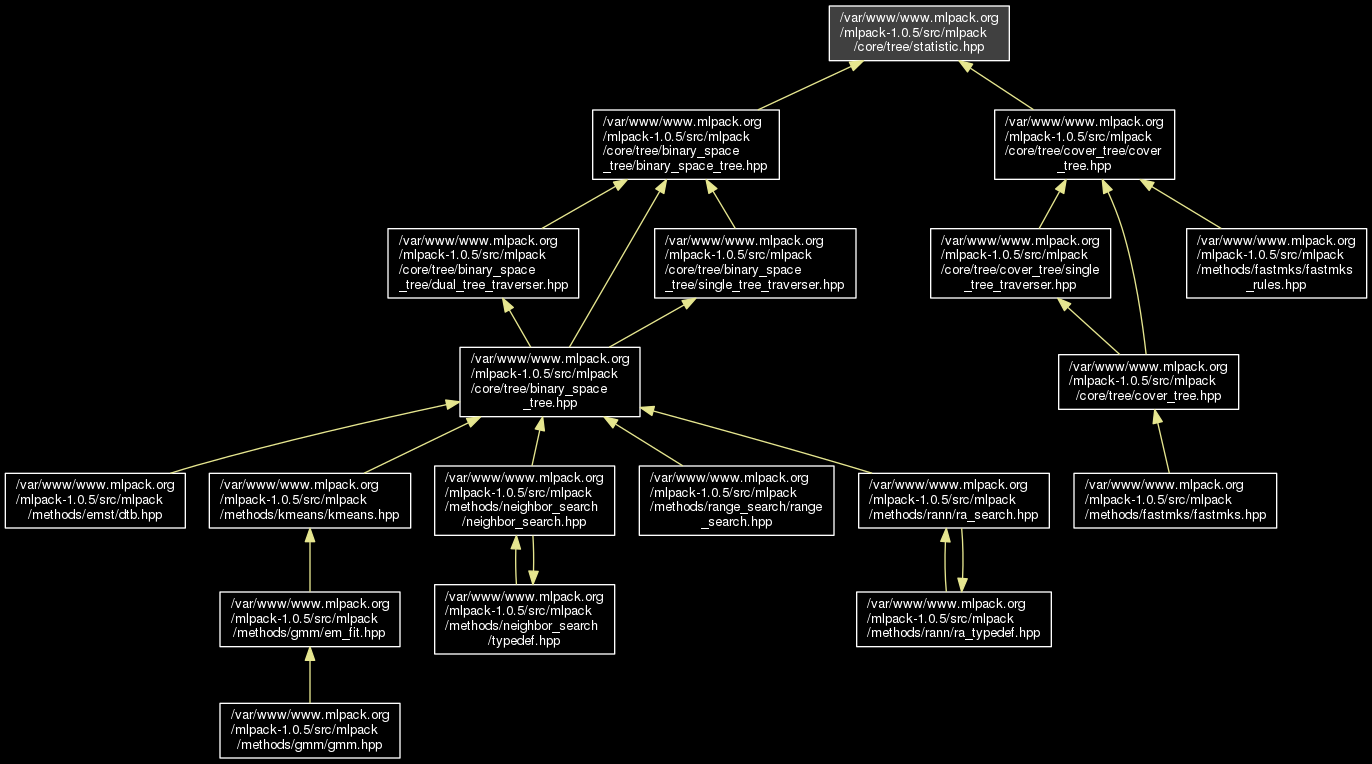 /var/www/www.mlpack.org
/mlpack-1.0.5/src/mlpack
/core/tree/statistic.hpp
/var/www/www.mlpack.org
/mlpack-1.0.5/src/mlpack
/core/tree/binary_space
_tree/binary_space_tree.hpp
/var/www/www.mlpack.org
/mlpack-1.0.5/src/mlpack
/core/tree/cover_tree/cover
_tree.hpp
/var/www/www.mlpack.org
/mlpack-1.0.5/src/mlpack
/core/tree/binary_space
_tree/dual_tree_traverser.hpp
/var/www/www.mlpack.org
/mlpack-1.0.5/src/mlpack
/core/tree/binary_space
_tree/single_tree_traverser.hpp
/var/www/www.mlpack.org
/mlpack-1.0.5/src/mlpack
/core/tree/cover_tree/single
_tree_traverser.hpp
/var/www/www.mlpack.org
/mlpack-1.0.5/src/mlpack
/methods/fastmks/fastmks
_rules.hpp
/var/www/www.mlpack.org
/mlpack-1.0.5/src/mlpack
/core/tree/binary_space
_tree.hpp
/var/www/www.mlpack.org
/mlpack-1.0.5/src/mlpack
/core/tree/cover_tree.hpp
/var/www/www.mlpack.org
/mlpack-1.0.5/src/mlpack
/methods/emst/dtb.hpp
/var/www/www.mlpack.org
/mlpack-1.0.5/src/mlpack
/methods/kmeans/kmeans.hpp
/var/www/www.mlpack.org
/mlpack-1.0.5/src/mlpack
/methods/neighbor_search
/neighbor_search.hpp
/var/www/www.mlpack.org
/mlpack-1.0.5/src/mlpack
/methods/range_search/range
_search.hpp
/var/www/www.mlpack.org
/mlpack-1.0.5/src/mlpack
/methods/rann/ra_search.hpp
/var/www/www.mlpack.org
/mlpack-1.0.5/src/mlpack
/methods/fastmks/fastmks.hpp
/var/www/www.mlpack.org
/mlpack-1.0.5/src/mlpack
/methods/gmm/em_fit.hpp
/var/www/www.mlpack.org
/mlpack-1.0.5/src/mlpack
/methods/neighbor_search
/typedef.hpp
/var/www/www.mlpack.org
/mlpack-1.0.5/src/mlpack
/methods/rann/ra_typedef.hpp
/var/www/www.mlpack.org
/mlpack-1.0.5/src/mlpack
/methods/gmm/gmm.hpp